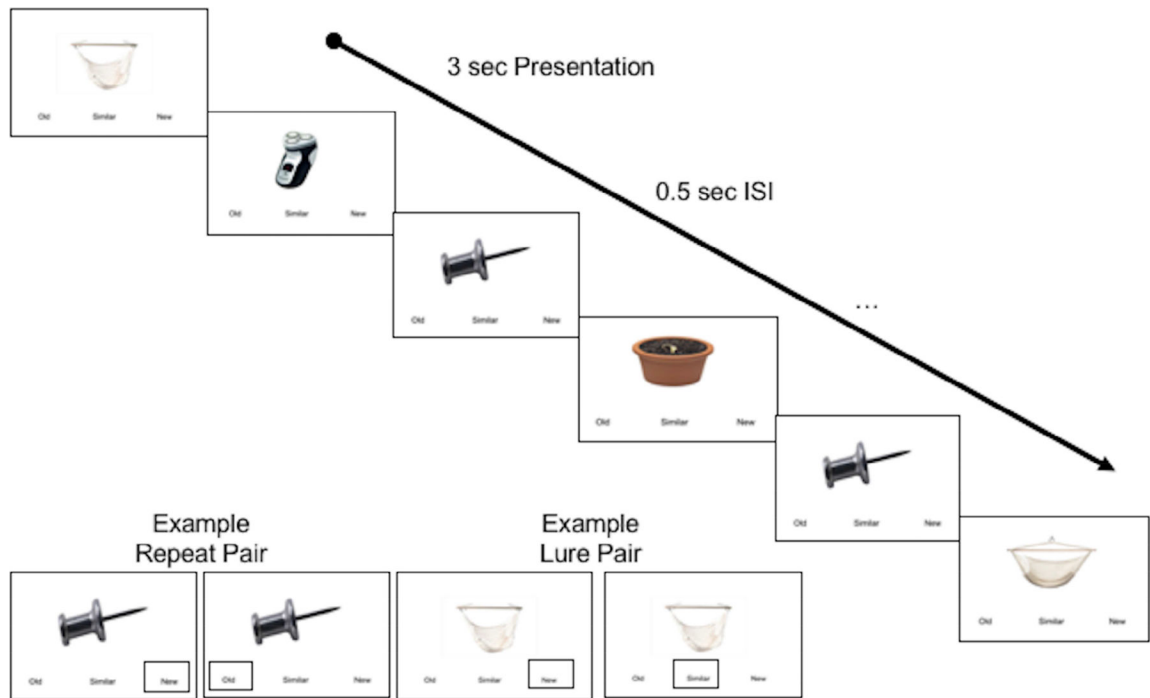 3 sec Presentation
Old Similar New
Old Similar New
0.5 sec ISI
Old Similar New
...
Old Similar New
Old Similar New
Old Similar New
Example
Repeat Pair
Example
Lure Pair
Old Similar New
Old Similar New
Old Similar New
Old Similar New